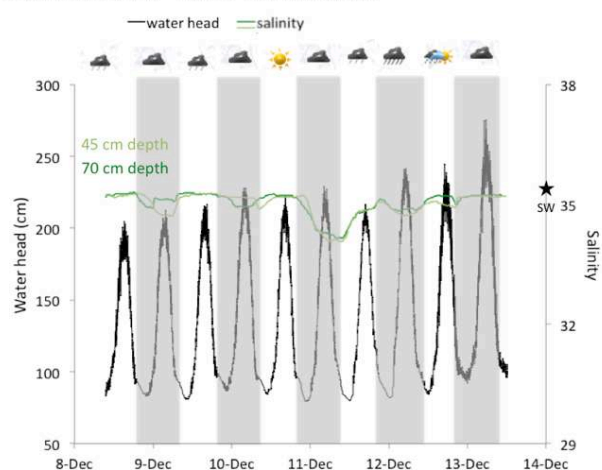 water head salinity
300 38
45 cm depth
250
70 cm depth
35
SW
200
Water head (cm)
Salinity
150
32
100
50 29
8-Dec 9-Dec 10-Dec 11-Dec 12-Dec 13-Dec 14-Dec